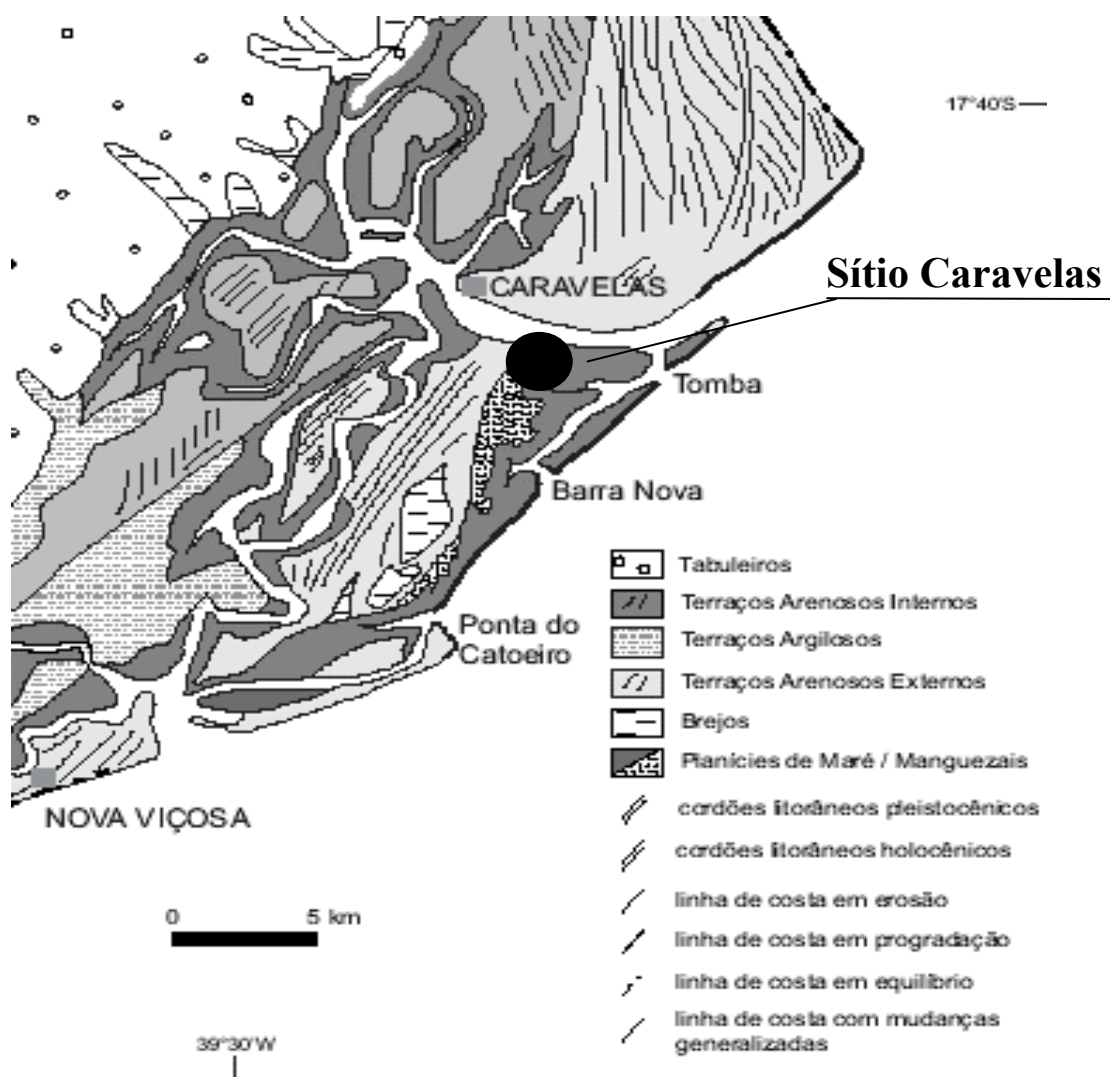 17°40'S
Sítio Caravelas
CARAVELAS
Tomba
Barra Nova
Ponta do
Catoeiro
NOVA VIÇOSA
Tabuleiros
Terraços Arenosos Internos
Terraços Argilosos
Terraços Arenosos Externos
Brejos
Planícies de Maré / Manguezais
cordões litorâneos pleistocênicos
cordões litorâneos holocênicos
linha de costa em erosão
linha de costa em progradação
linha de costa em equilíbrio
linha de costa com mudanças
generalizadas
0 5 km
39°30'W